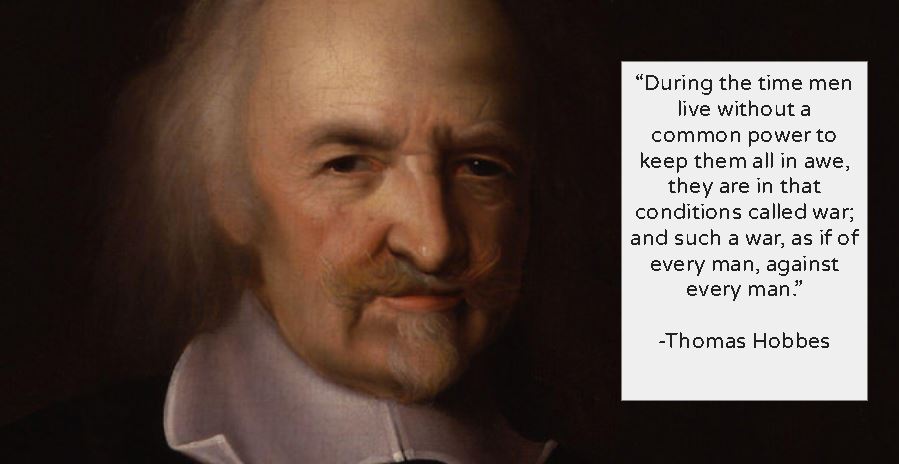 “During the time men
live without a
common power to
keep them all in awe,
they are in that
conditions called war;
and such a war, as if of
every man, against
every man.”
-Thomas Hobbes